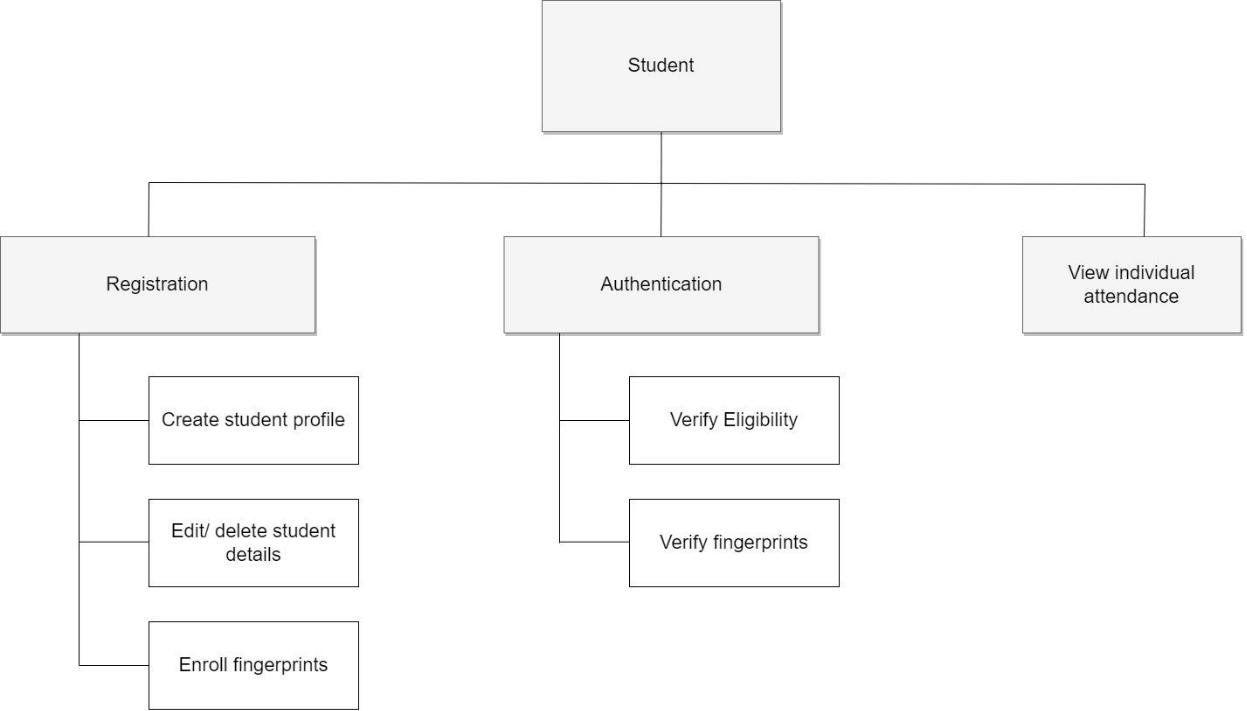 Student
Registration
Authentication
View individual
attendance
Create student profile
Verify Eligibility
Edit/ delete student
details
Verify fingerprints
Enroll fingerprints